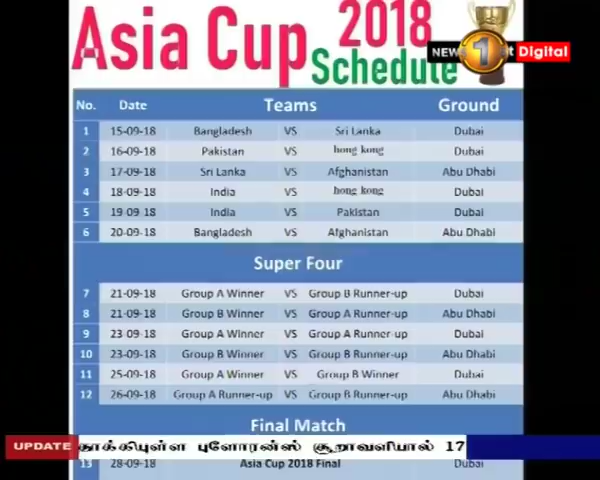 Asia Cup 2018
Schedule
NEWS 1st Digital
No. Date Teams Ground
1 15-09-18 Bangladesh VS Sri Lanka Dubai
2 16-09-18 Pakistan VS hong kong Dubai
3 17-09-18 Sri Lanka VS Afghanistan Abu Dhabi
4 18-09-18 India VS hong kong Dubai
5 19-09-18 India VS Pakistan Dubai
6 20-09-18 Bangladesh VS Afghanistan Abu Dhabi
Super Four
7 21-09-18 Group A Winner VS Group B Runner-up Dubai
8 21-09-18 Group B Winner VS Group A Runner-up Abu Dhabi
9 23-09-18 Group A Winner VS Group A Runner-up Dubai
10 23-09-18 Group B Winner VS Group B Runner-up Abu Dhabi
11 25-09-18 Group A Winner VS Group B Winner Dubai
12 26-09-18 Group A Runner-up VS Group B Runner-up Abu Dhabi
Final Match
UPDATE தாக்கியுள்ள புளோரன்ஸ் சூறாவளியால் 17
13 28-09-18 Asia Cup 2018 Final Dubai